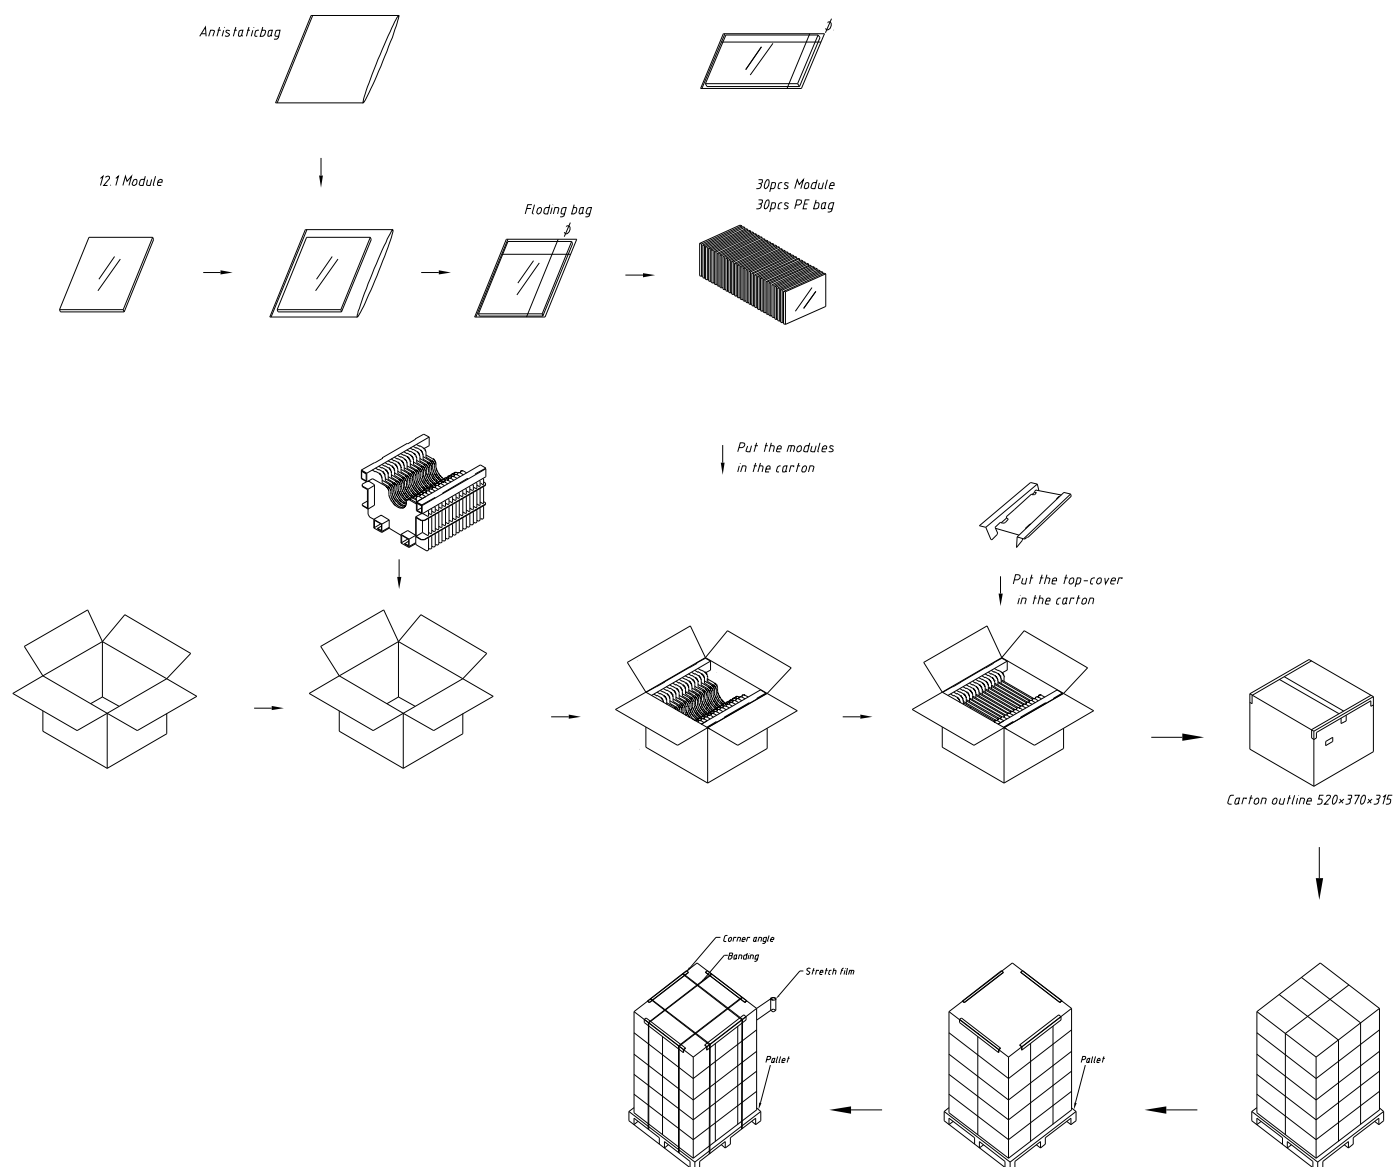 Antistaticbag
12.1 Module
Floding bag
30pcs Module
30pcs PE bag
Put the modules
in the carton
Put the top-cover
in the carton
Carton outline 520×370×315
Corner angle
Banding
Stretch film
Pallet
Pallet